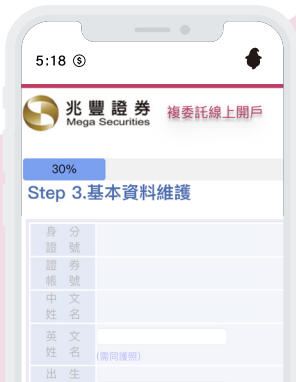 5:18
兆豐證券
Mega Securities
複委託線上開戶
30%
Step 3.基本資料維護
身分
證號
證券
帳號
中文
姓名
英文
姓名
(需同護照)
出生